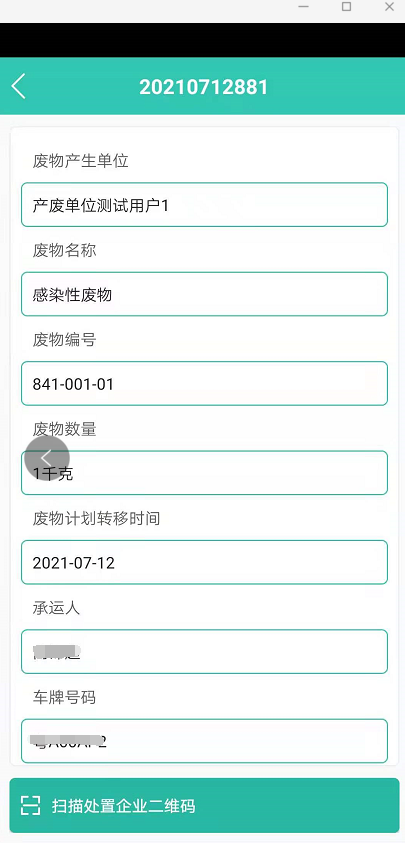 20210712881
废物产生单位
产废单位测试用户1
废物名称
感染性废物
废物编号
841-001-01
废物数量
1千克
废物计划转移时间
2021-07-12
承运人
车牌号码
扫描处置企业二维码